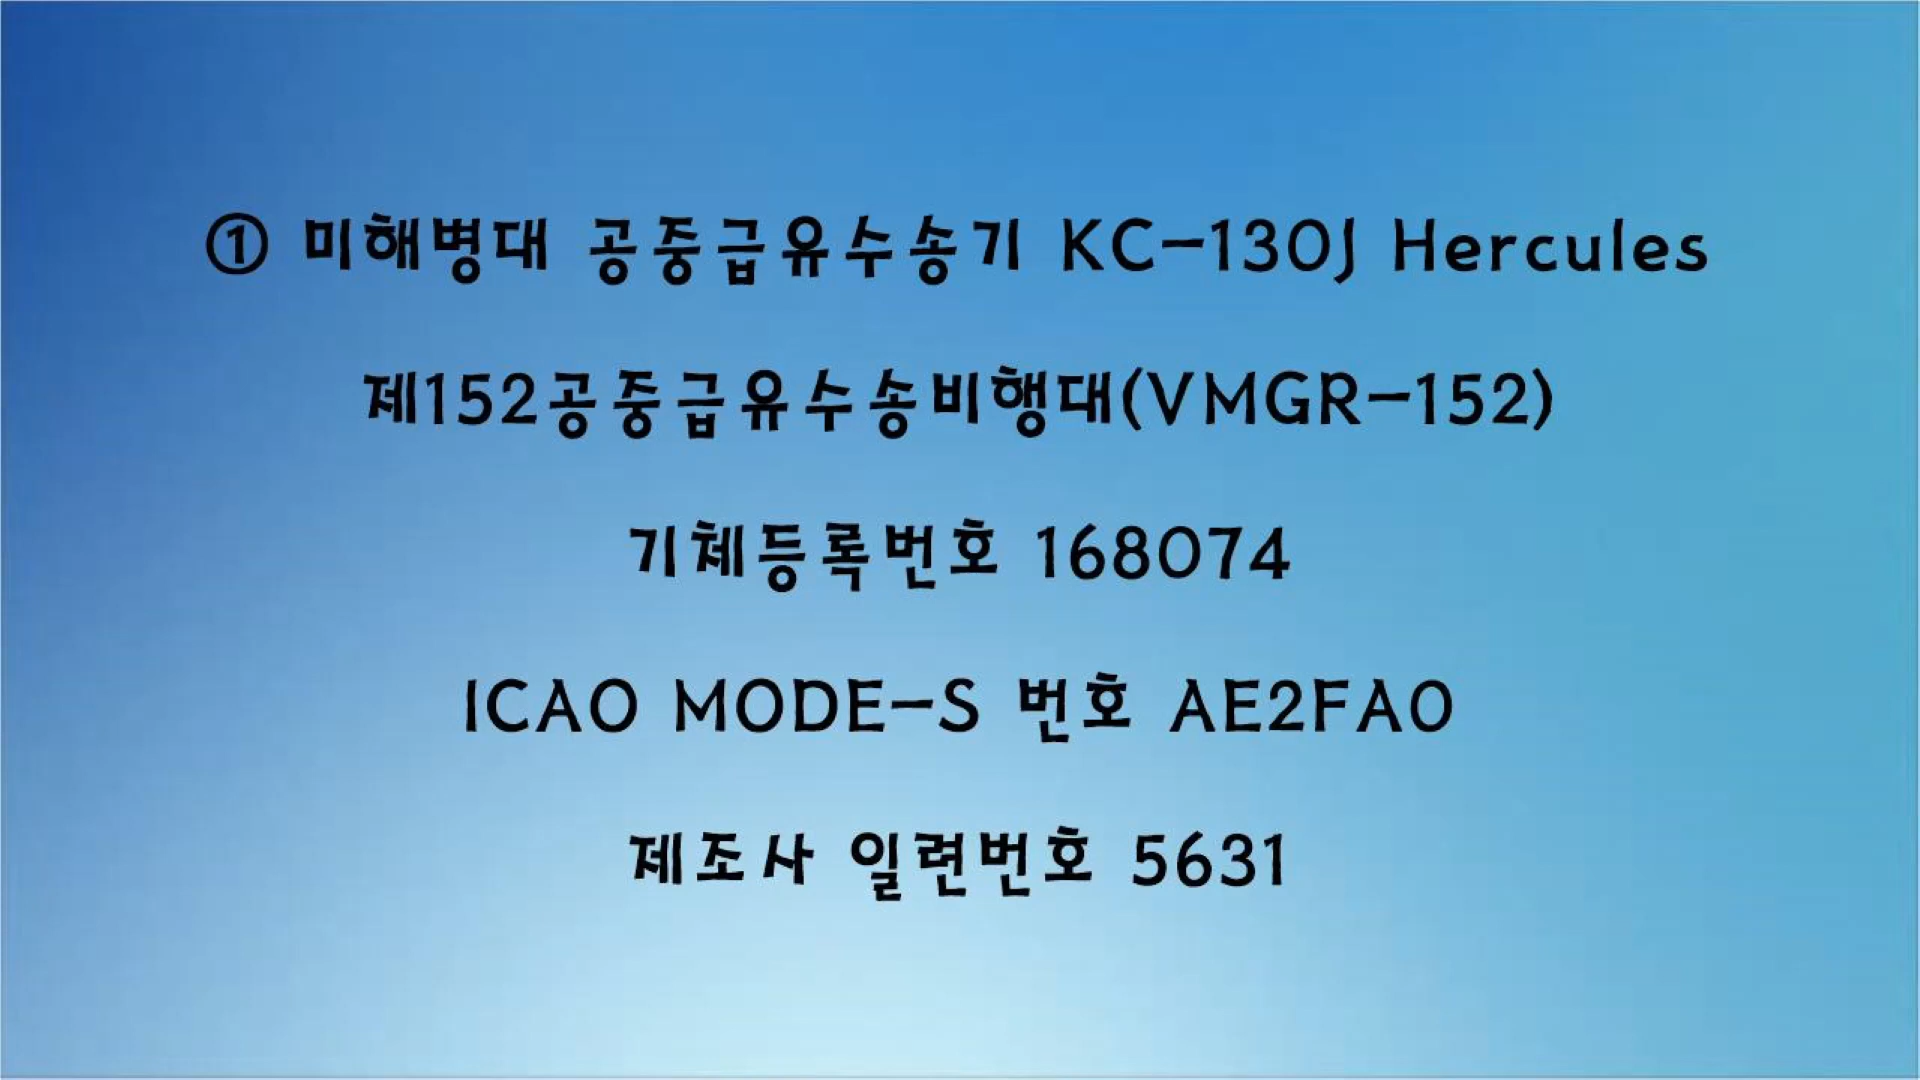 ① 미해병대 공중급유수송기 KC-130J Hercules
제152공중급유수송비행대(VMGR-152)
기체등록번호 168074
ICAO MODE-S 번호 AE2FA0
제조사 일련번호 5631